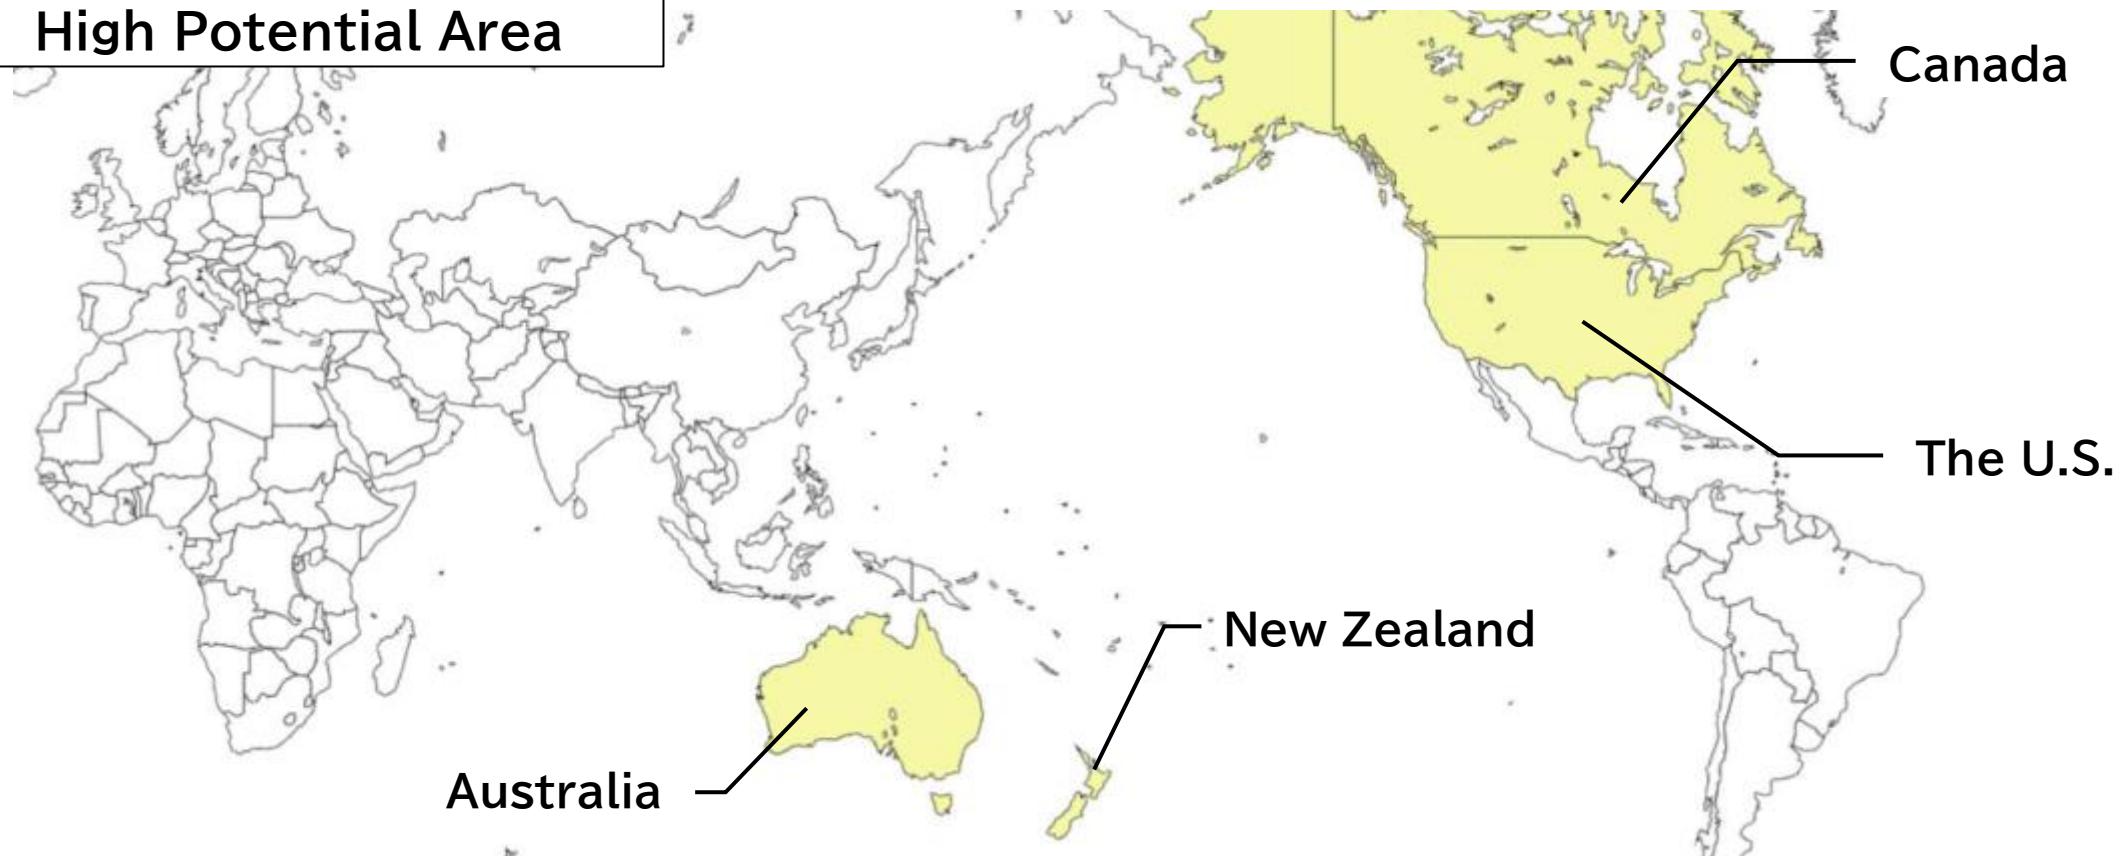 High Potential Area
Canada
The U.S.
New Zealand
Australia